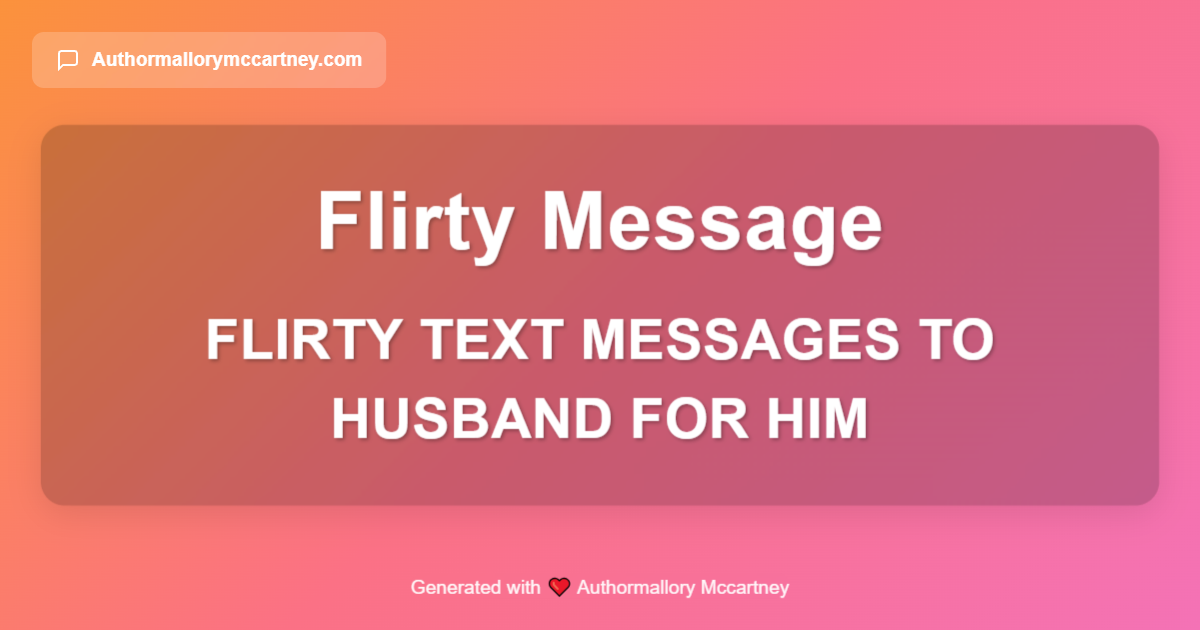 Authormallorymccartney.com
Flirty Message
FLIRTY TEXT MESSAGES TO
HUSBAND FOR HIM
Generated with ❤️ Authormallory Mccartney